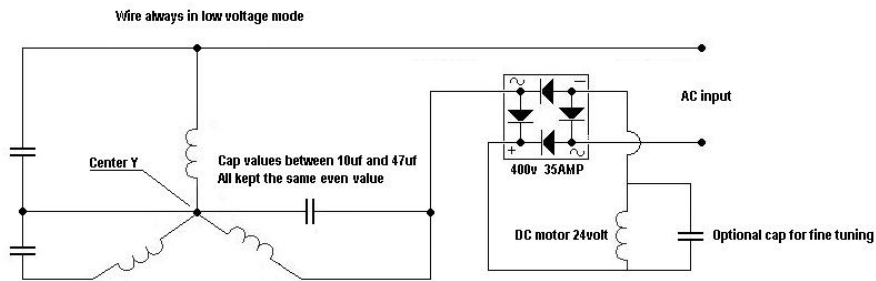 Wire always in low voltage mode
AC input
Center Y
Cap values between 10uf and 47uf
All kept the same even value
+
400v 35AMP
DC motor 24volt
Optional cap for fine tuning